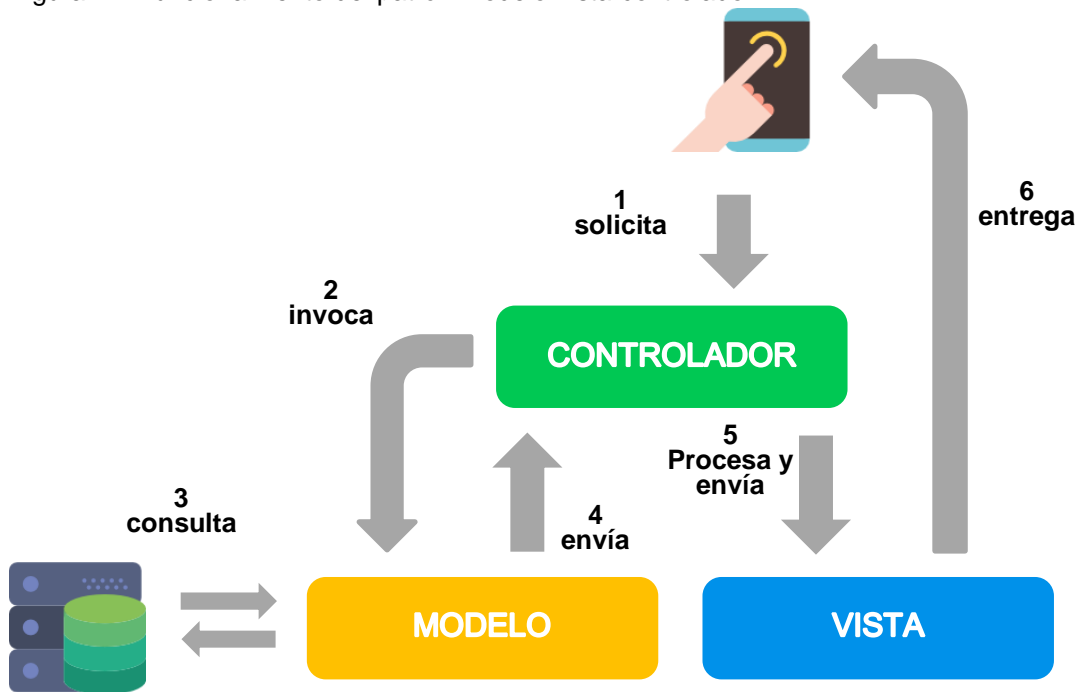 1
solicita
6
entrega
2
invoca
CONTROLADOR
5
Procesa y
envía
3
consulta
4
envía
MODELO
VISTA